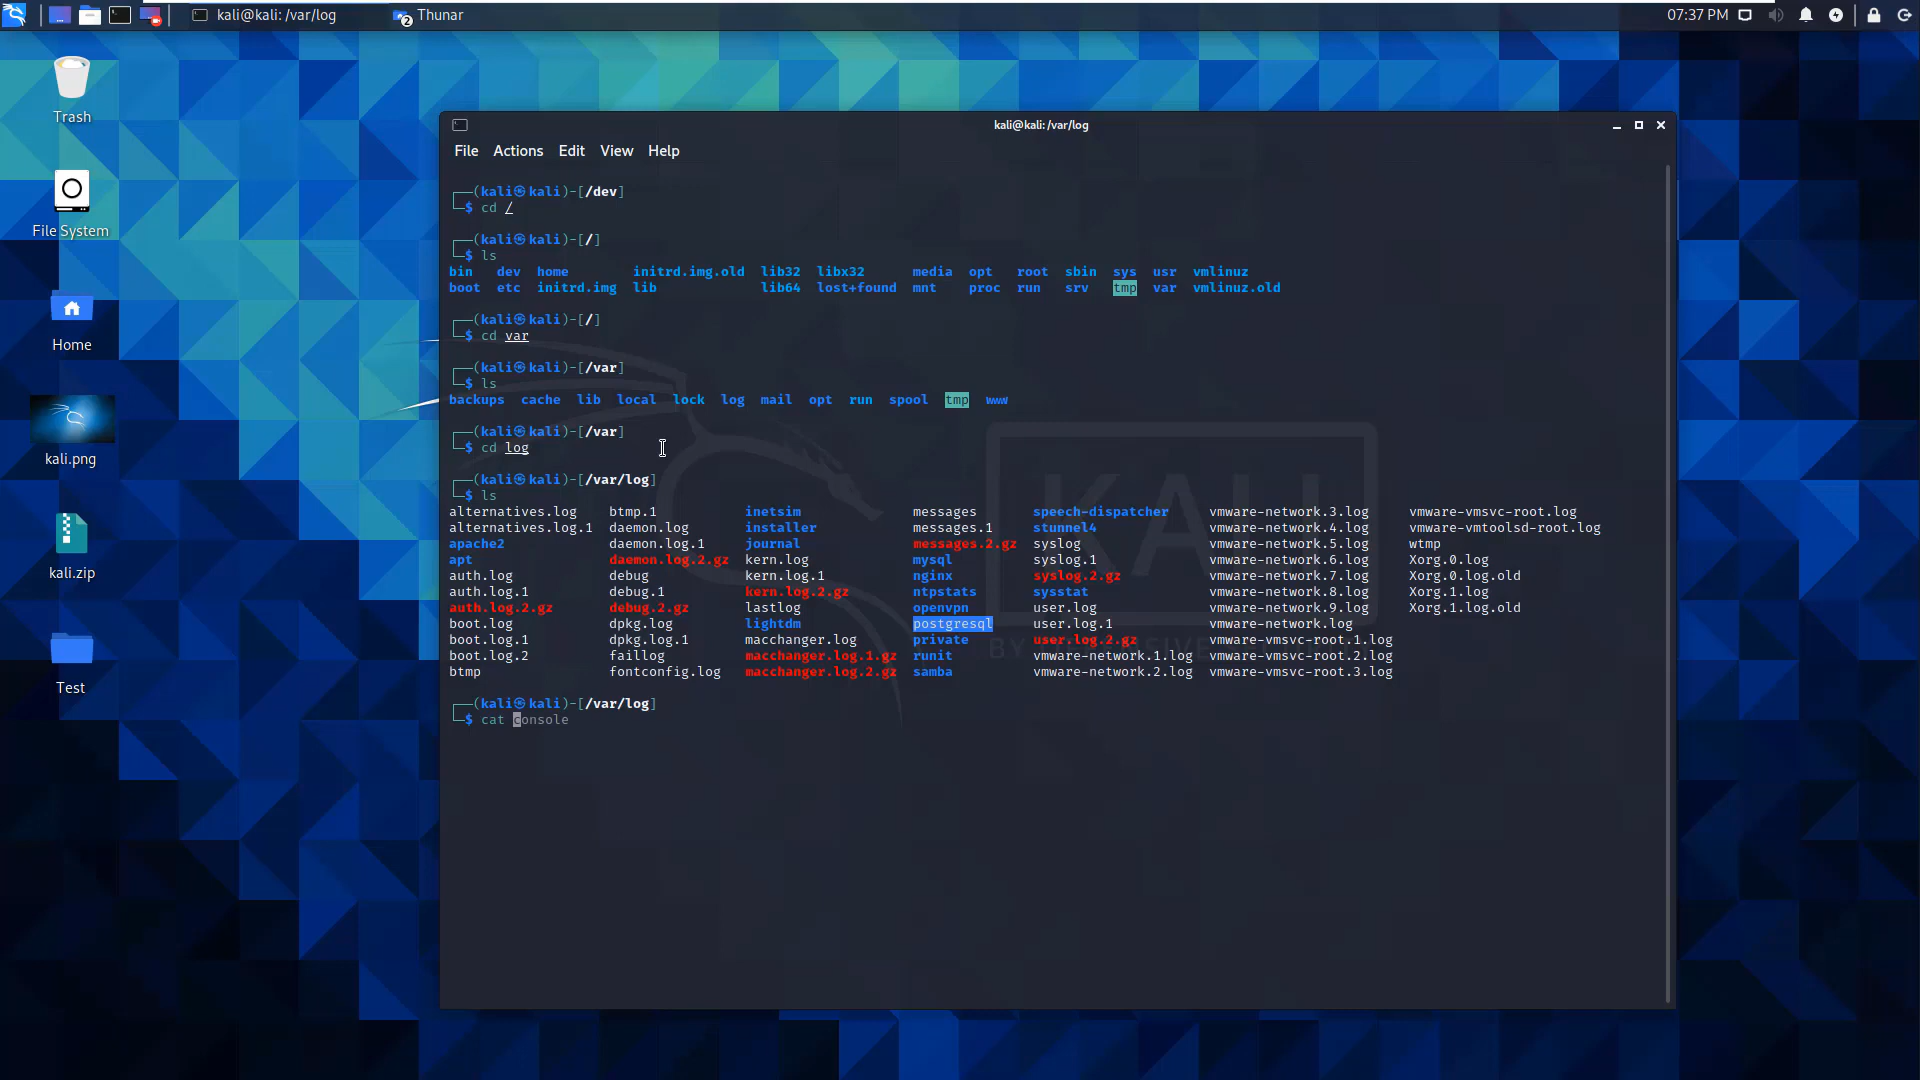 kali@kali: /var/log
2
Thunar
07:37 PM
Trash
File System
Home
kali.png
kali.zip
Test
kali@kali: /var/log
File Actions Edit View Help
┌──(kali㉿kali)-[/dev]
└─$ cd /
┌──(kali㉿kali)-[/]
└─$ ls
bin dev home initrd.img.old lib32 libx32 media opt root sbin sys usr vmlinuz
boot etc initrd.img lib lib64 lost+found mnt proc run srv tmp var vmlinuz.old
┌──(kali㉿kali)-[/]
└─$ cd var
┌──(kali㉿kali)-[/var]
└─$ ls
backups cache lib local lock log mail opt run spool tmp www
┌──(kali㉿kali)-[/var]
└─$ cd log
┌──(kali㉿kali)-[/var/log]
└─$ ls
alternatives.log btmp.1 inetsim messages speech-dispatcher vmware-network.3.log vmware-vmsvc-root.log
alternatives.log.1 daemon.log installer messages.1 stunnel4 vmware-network.4.log vmware-vmtoolsd-root.log
apache2 daemon.log.1 journal messages.2.gz syslog vmware-network.5.log wtmp
apt daemon.log.2.gz kern.log mysql syslog.1 vmware-network.6.log Xorg.0.log
auth.log debug kern.log.1 nginx syslog.2.gz vmware-network.7.log Xorg.0.log.old
auth.log.1 debug.1 kern.log.2.gz ntpstats sysstat vmware-network.8.log Xorg.1.log
auth.log.2.gz debug.2.gz lastlog openvpn user.log vmware-network.9.log Xorg.1.log.old
boot.log dpkg.log lightdm postgresql user.log.1 vmware-network.log
boot.log.1 dpkg.log.1 macchanger.log private user.log.2.gz vmware-vmsvc-root.1.log
boot.log.2 faillog macchanger.log.1.gz runit vmware-network.1.log vmware-vmsvc-root.2.log
btmp fontconfig.log macchanger.log.2.gz samba vmware-network.2.log vmware-vmsvc-root.3.log
┌──(kali㉿kali)-[/var/log]
└─$ cat console
KALI